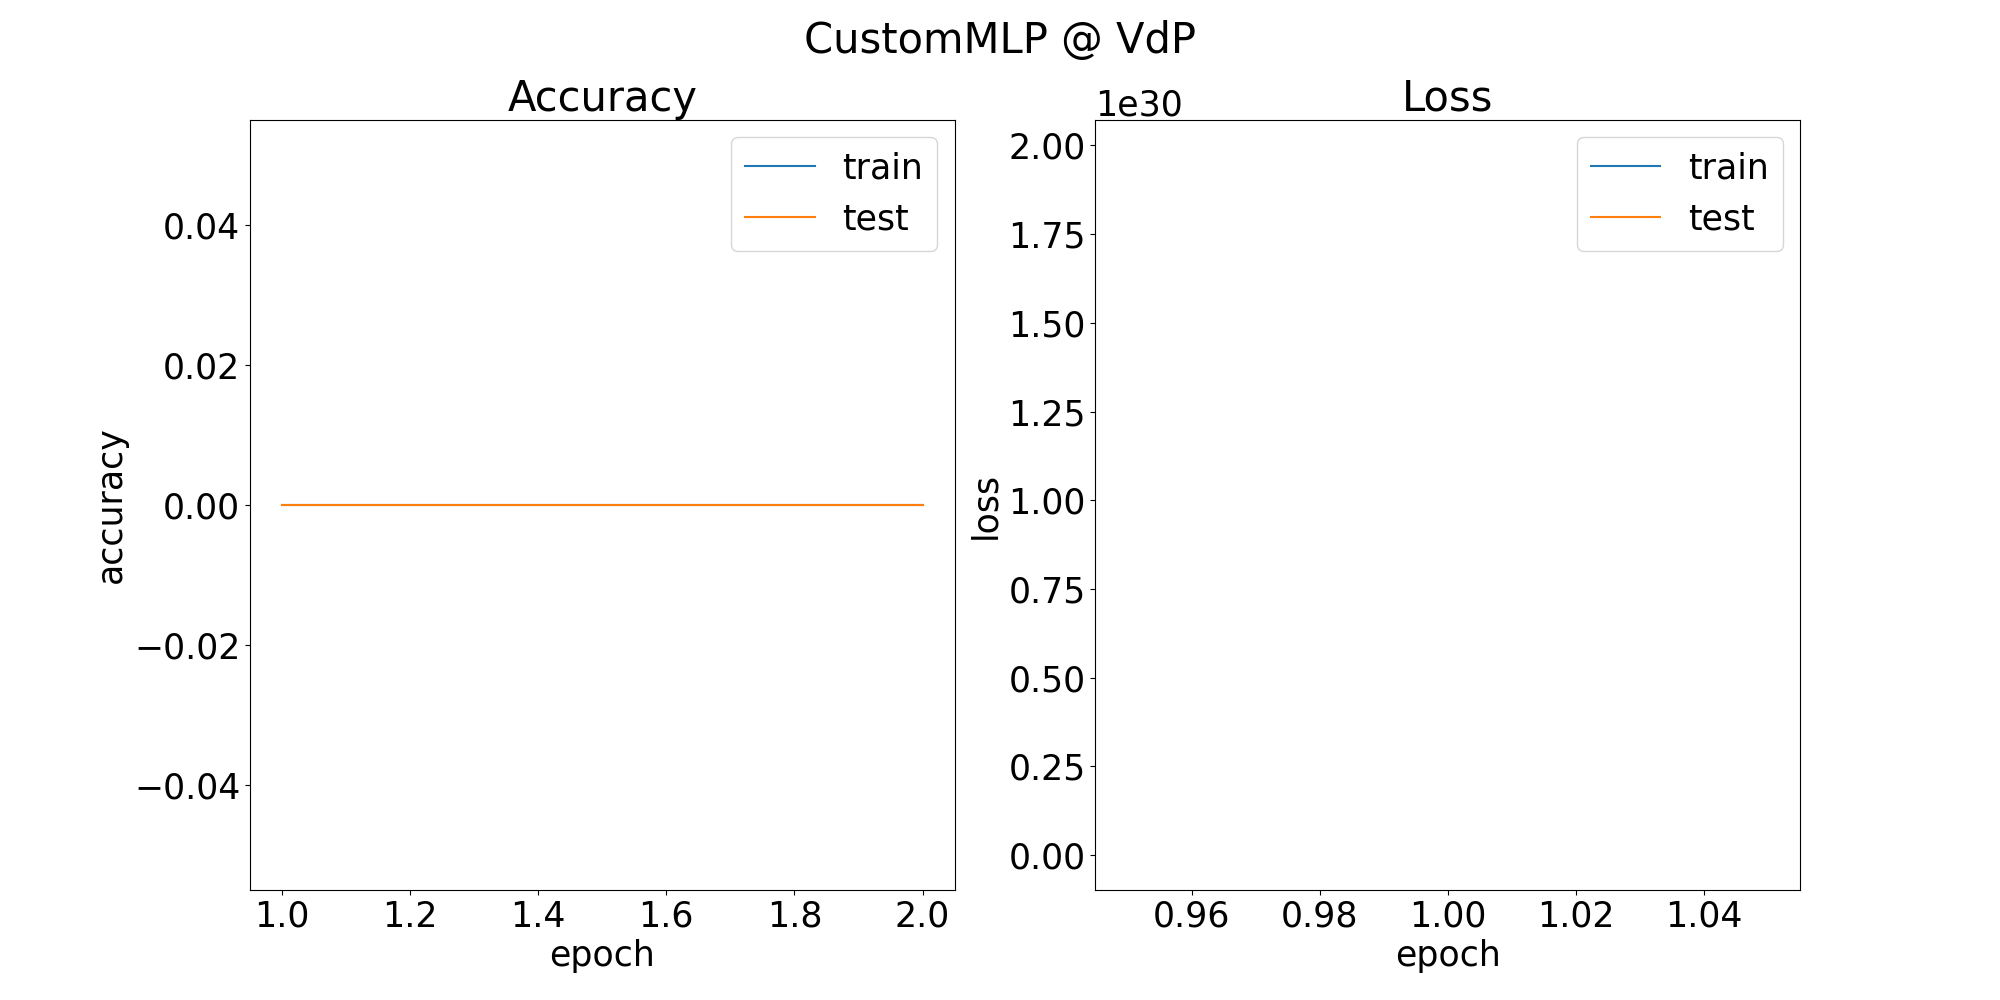 CustomMLP @ VdP
Accuracy
train
test
0.04
0.02
0.00
−0.02
−0.04
accuracy
1.0 1.2 1.4 1.6 1.8 2.0
epoch
Loss
1e30
train
test
2.00
1.75
1.50
1.25
1.00
0.75
0.50
0.25
0.00
loss
0.96 0.98 1.00 1.02 1.04
epoch